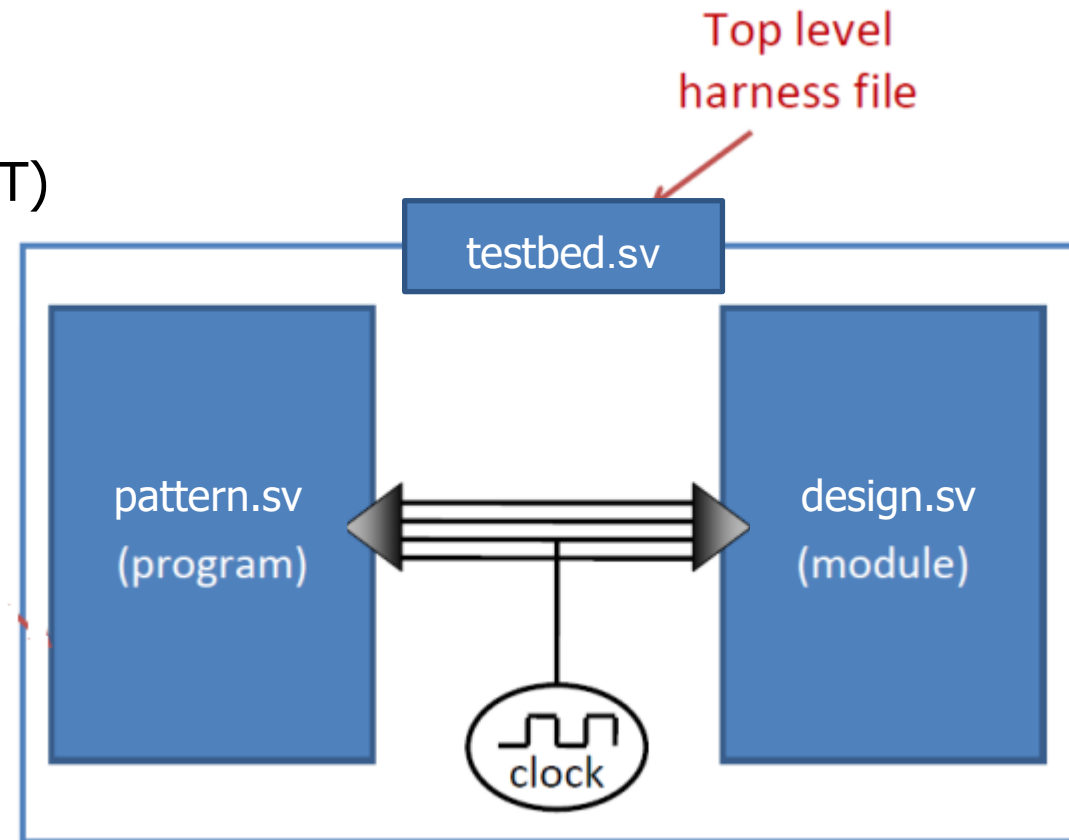 Top level
harness file
T)
testbed.sv
pattern.sv
(program)
design.sv
(module)
clock